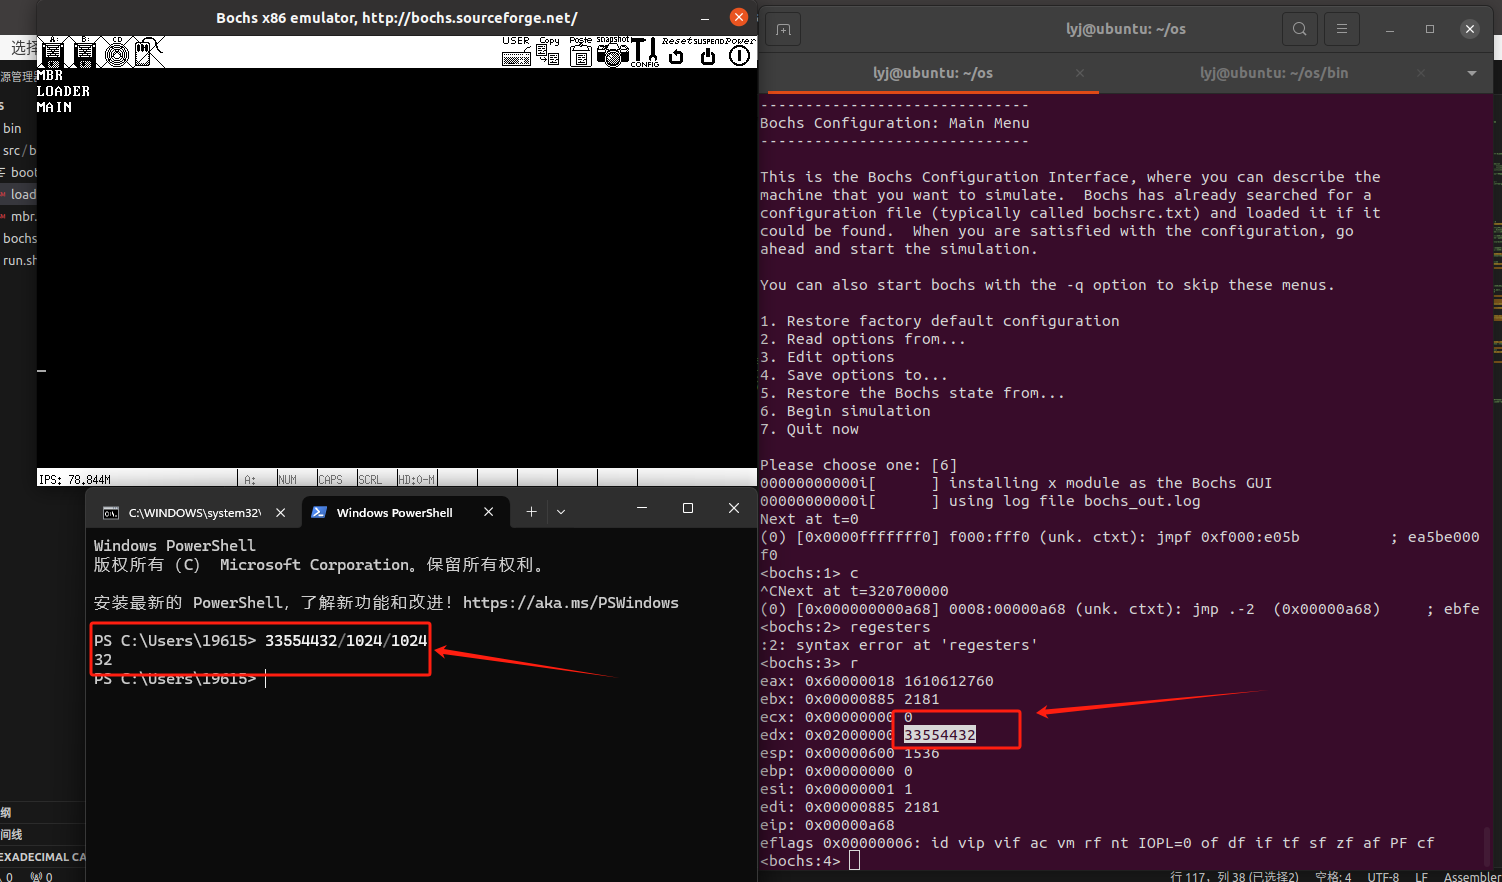 Bochs x86 emulator, http://bochs.sourceforge.net/
A: B: CD
USER Copy Paste snapshot Reset SUSPEND Power
CONFIG
MBR
LOADER
MAIN
IPS: 78.844M A: NUM CAPS SCRL HD:0-M
选择
源管理
S
bin
src/b
boot
load
mbr.
bochs
run.sh
纲
间线
EXADECIMAL CA
0 0
C:\WINDOWS\system32\
Windows PowerShell
Windows PowerShell
版权所有（C） Microsoft Corporation。保留所有权利。
安装最新的 PowerShell，了解新功能和改进！https://aka.ms/PSWindows
PS C:\Users\19615> 33554432/1024/1024
32
PS C:\Users\19615>
lyj@ubuntu: ~/os
lyj@ubuntu: ~/os
lyj@ubuntu: ~/os/bin
------------------------------
Bochs Configuration: Main Menu
------------------------------
This is the Bochs Configuration Interface, where you can describe the
machine that you want to simulate.  Bochs has already searched for a
configuration file (typically called bochsrc.txt) and loaded it if it
could be found.  When you are satisfied with the configuration, go
ahead and start the simulation.
You can also start bochs with the -q option to skip these menus.
1. Restore factory default configuration
2. Read options from...
3. Edit options
4. Save options to...
5. Restore the Bochs state from...
6. Begin simulation
7. Quit now
Please choose one: [6]
00000000000i[      ] installing x module as the Bochs GUI
00000000000i[      ] using log file bochs_out.log
Next at t=0
(0) [0x0000fffffff0] f000:fff0 (unk. ctxt): jmpf 0xf000:e05b          ; ea5be000
f0
<bochs:1> c
^CNext at t=320700000
(0) [0x000000000a68] 0008:00000a68 (unk. ctxt): jmp .-2  (0x00000a68)     ; ebfe
<bochs:2> regesters
:2: syntax error at 'regesters'
<bochs:3> r
eax: 0x60000018 1610612760
ebx: 0x00000885 2181
ecx: 0x00000000 0
edx: 0x02000000 33554432
esp: 0x00000600 1536
ebp: 0x00000000 0
esi: 0x00000001 1
edi: 0x00000885 2181
eip: 0x00000a68
eflags 0x00000006: id vip vif ac vm rf nt IOPL=0 of df if tf sf zf af PF cf
<bochs:4>
行 117，列 38 (已选择2) 空格: 4 UTF-8 LF Assembler